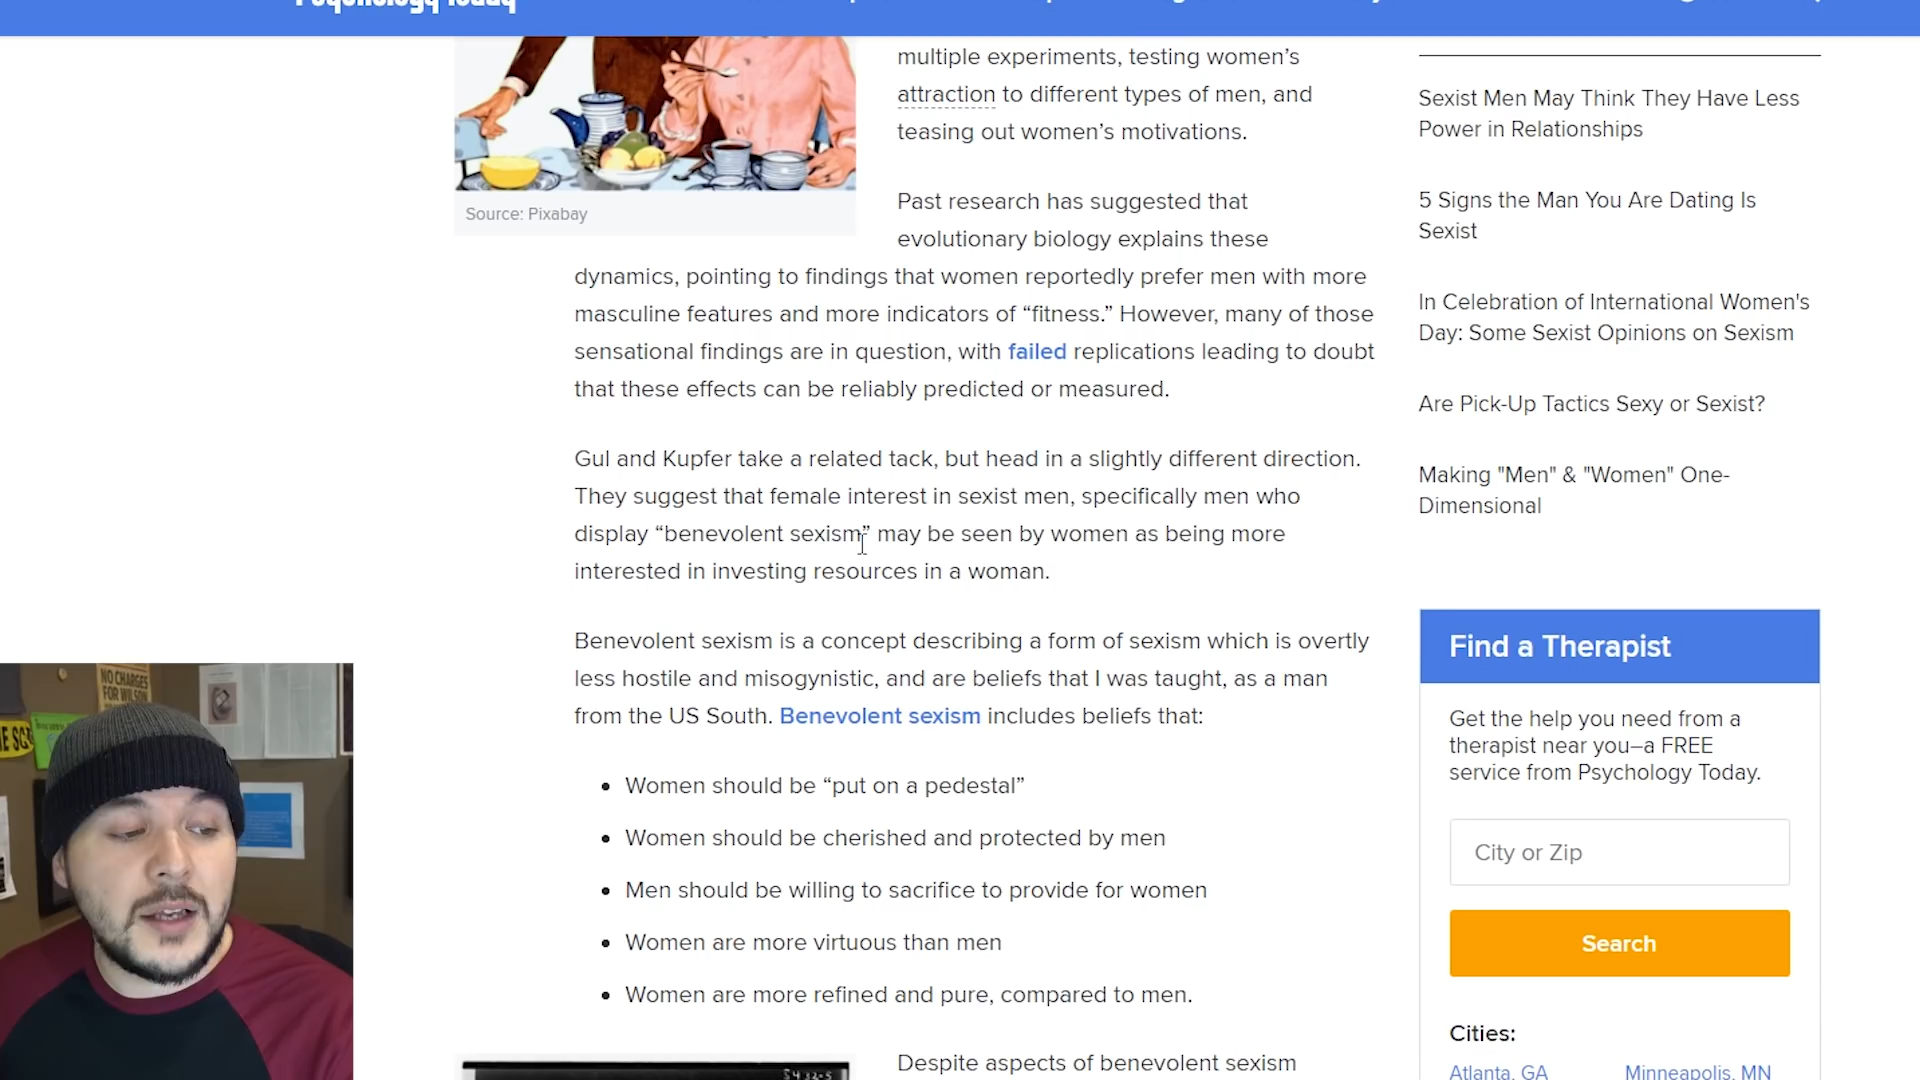 Psychology Today
multiple experiments, testing women’s
attraction to different types of men, and
teasing out women’s motivations.
Source: Pixabay
Past research has suggested that
evolutionary biology explains these
dynamics, pointing to findings that women reportedly prefer men with more
masculine features and more indicators of “fitness.” However, many of those
sensational findings are in question, with failed replications leading to doubt
that these effects can be reliably predicted or measured.
Gul and Kupfer take a related tack, but head in a slightly different direction.
They suggest that female interest in sexist men, specifically men who
display “benevolent sexism” may be seen by women as being more
interested in investing resources in a woman.
Benevolent sexism is a concept describing a form of sexism which is overtly
less hostile and misogynistic, and are beliefs that I was taught, as a man
from the US South. Benevolent sexism includes beliefs that:
• Women should be “put on a pedestal”
• Women should be cherished and protected by men
• Men should be willing to sacrifice to provide for women
• Women are more virtuous than men
• Women are more refined and pure, compared to men.
Despite aspects of benevolent sexism
Sexist Men May Think They Have Less
Power in Relationships
5 Signs the Man You Are Dating Is
Sexist
In Celebration of International Women's
Day: Some Sexist Opinions on Sexism
Are Pick-Up Tactics Sexy or Sexist?
Making "Men" & "Women" One-
Dimensional
Find a Therapist
Get the help you need from a
therapist near you–a FREE
service from Psychology Today.
City or Zip
Search
Cities:
Atlanta, GA
Minneapolis, MN
NO CHARGES
FOR WILSON